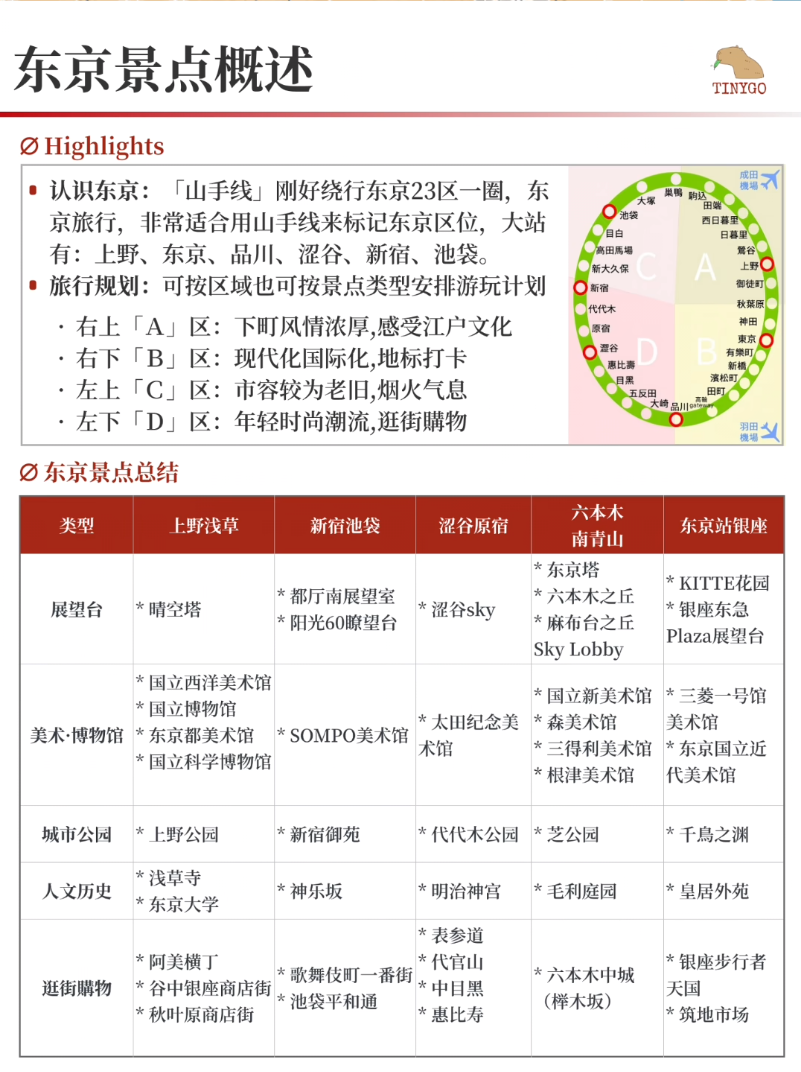 东京景点概述
TINYGO
Highlights
认识东京：「山手线」刚好绕行东京23区一圈，东
京旅行，非常适合用山手线来标记东京区位，大站
有：上野、东京、品川、涩谷、新宿、池袋。
旅行规划：可按区域也可按景点类型安排游玩计划
· 右上「A」区：下町风情浓厚,感受江户文化
· 右下「B」区：现代化国际化,地标打卡
· 左上「C」区：市容较为老旧,烟火气息
· 左下「D」区：年轻时尚潮流,逛街購物
成田
機場
巢鴨
駒込
大塚
田端
池袋
西日暮里
目白
日暮里
高田馬場
鶯谷
新大久保
上野
C
A
新宿
御徒町
代代木
秋葉原
原宿
神田
澀谷
東京
D
B
有樂町
惠比壽
新橋
目黑
濱松町
五反田
田町
大崎
品川
高輪
gateway
羽田
機場
东京景点总结
类型
上野浅草
新宿池袋
涩谷原宿
六本木
南青山
东京站银座
展望台
* 晴空塔
* 都厅南展望室
* 阳光60瞭望台
* 涩谷sky
* 东京塔
* 六本木之丘
* 麻布台之丘
Sky Lobby
* KITTE花园
* 银座东急
Plaza展望台
美术·博物馆
* 国立西洋美术馆
* 国立博物馆
* 东京都美术馆
* 国立科学博物馆
* SOMPO美术馆
* 太田纪念美
术馆
* 国立新美术馆
* 森美术馆
* 三得利美术馆
* 根津美术馆
* 三菱一号馆
美术馆
* 东京国立近
代美术馆
城市公园
* 上野公园
* 新宿御苑
* 代代木公园
* 芝公园
* 千鳥之渊
人文历史
* 浅草寺
* 东京大学
* 神乐坂
* 明治神宫
* 毛利庭园
* 皇居外苑
逛街購物
* 阿美横丁
* 谷中银座商店街
* 秋叶原商店街
* 歌舞伎町一番街
* 池袋平和通
* 表参道
* 代官山
* 中目黑
* 惠比寿
* 六本木中城
（榉木坂）
* 银座步行者
天国
* 筑地市场